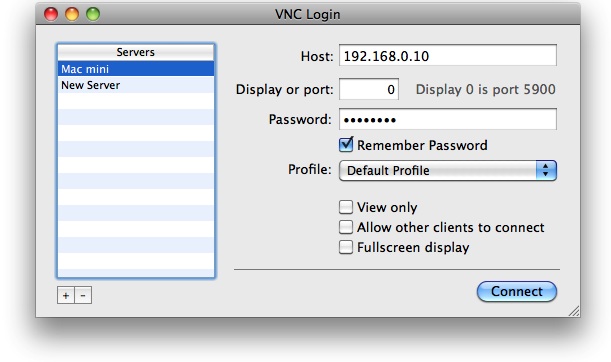 VNC Login
Servers
Mac mini
New Server
+ -
Host: 192.168.0.10
Display or port: 0 Display 0 is port 5900
Password: ••••••••
Remember Password
Profile: Default Profile
View only
Allow other clients to connect
Fullscreen display
Connect